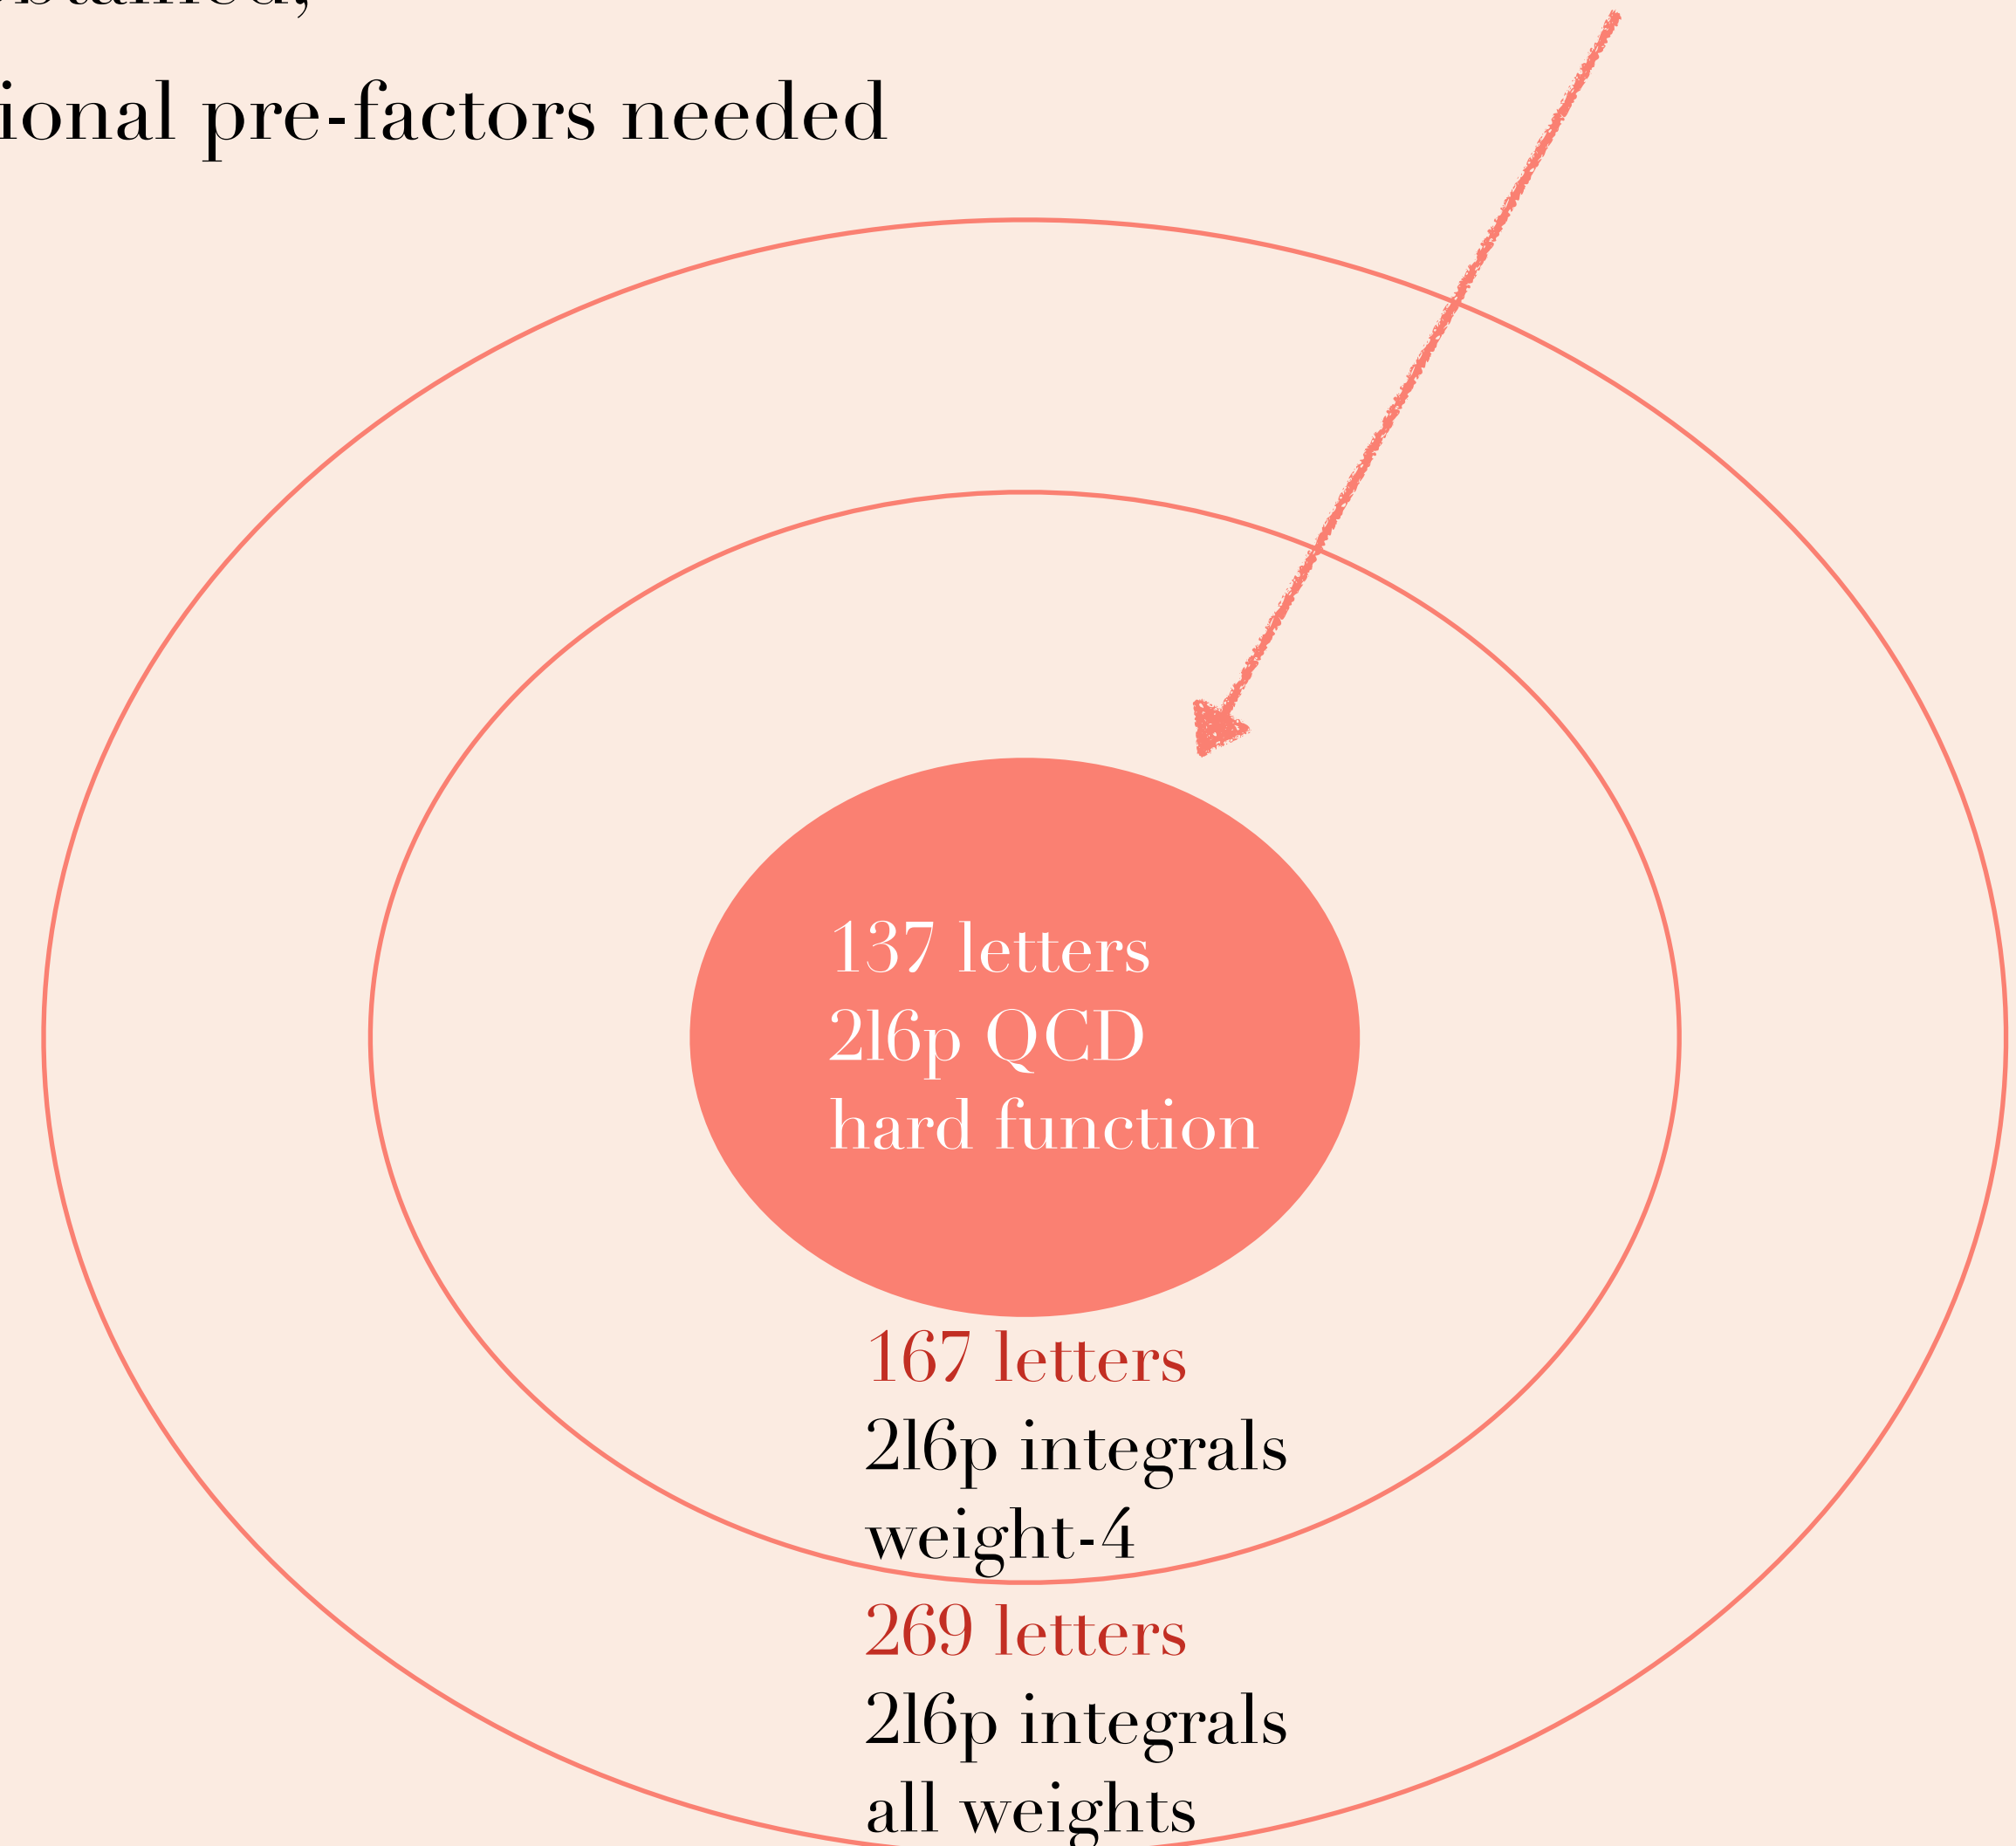 ional pre-factors needed
137 letters
2l6p QCD
hard function
167 letters
2l6p integrals
weight-4
269 letters
2l6p integrals
all weights